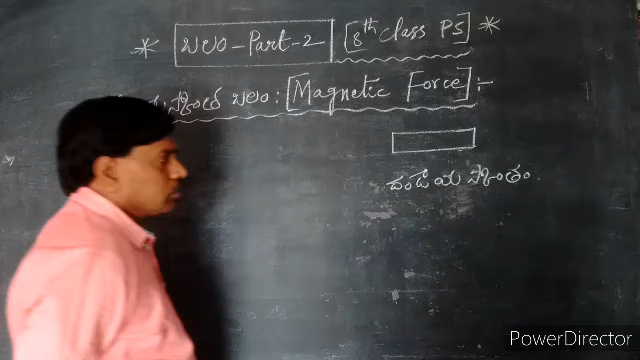 * బలం - Part - 2 [8th class PS] *
బలం : [Magnetic Force] :-
దండయస్కాంతం.
PowerDirector